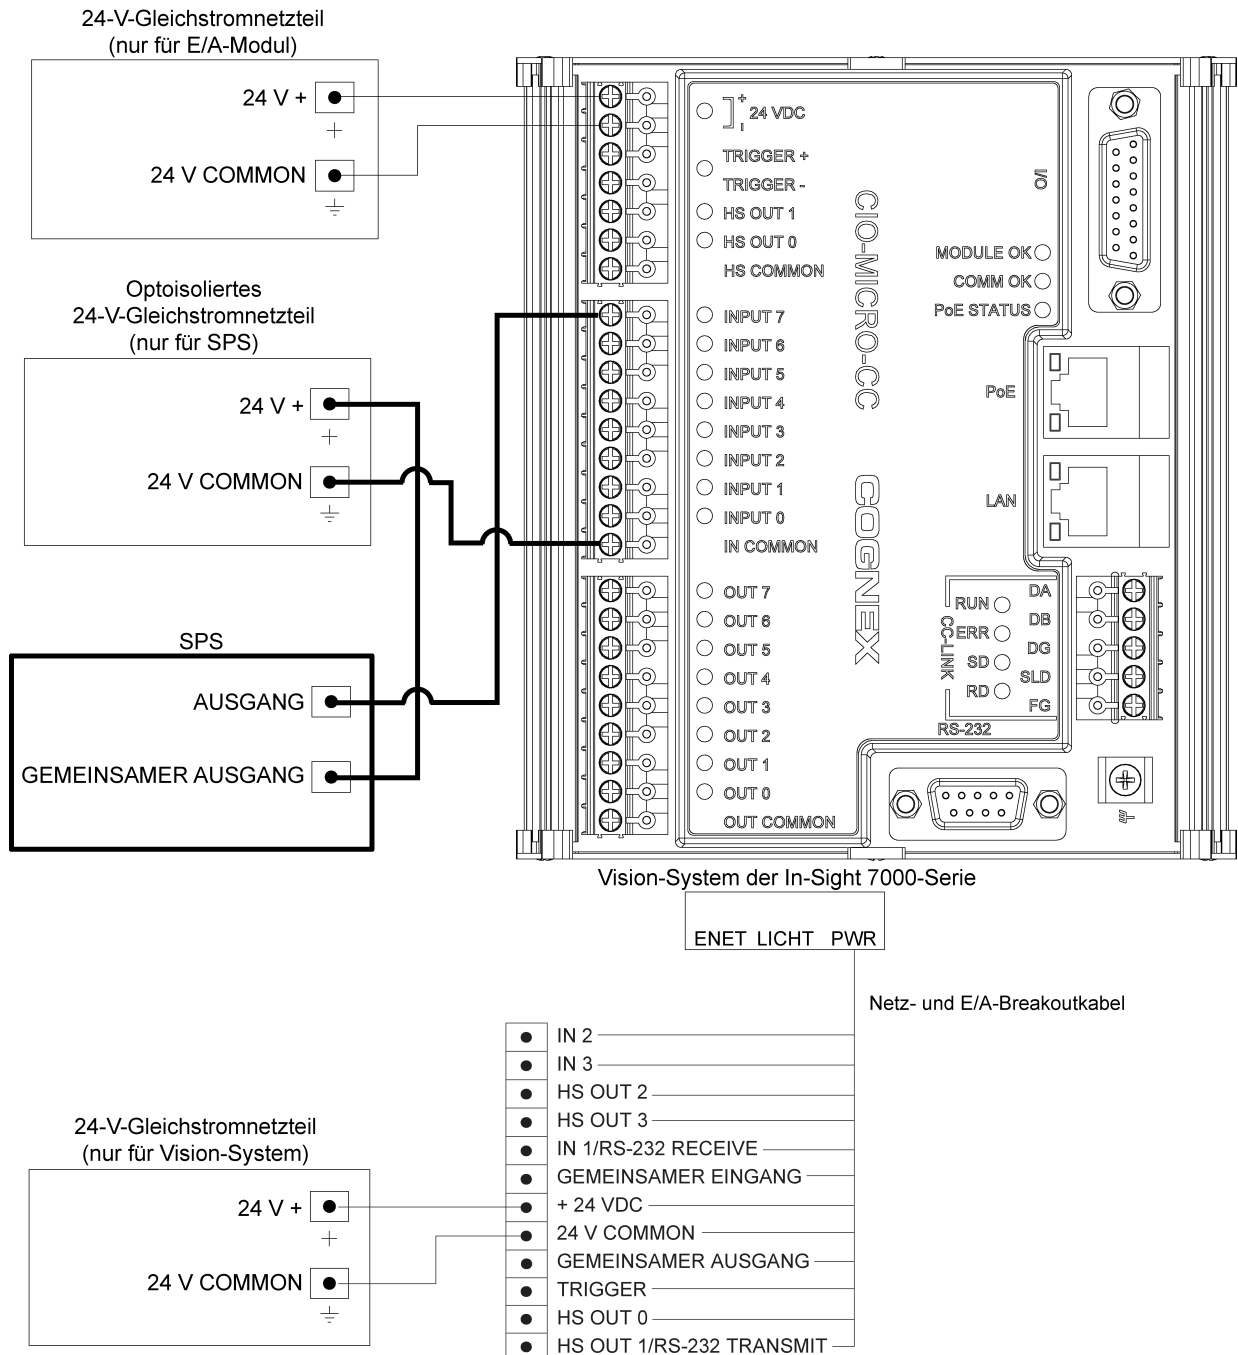 24-V-Gleichstromnetzteil
(nur für E/A-Modul)
24 V +
+
24 V COMMON
Optoisoliertes
24-V-Gleichstromnetzteil
(nur für SPS)
24 V +
+
24 V COMMON
SPS
AUSGANG
GEMEINSAMER AUSGANG
+
-
24 VDC
TRIGGER +
TRIGGER -
HS OUT 1
HS OUT 0
HS COMMON
INPUT 7
INPUT 6
INPUT 5
INPUT 4
INPUT 3
INPUT 2
INPUT 1
INPUT 0
IN COMMON
OUT 7
OUT 6
OUT 5
OUT 4
OUT 3
OUT 2
OUT 1
OUT 0
OUT COMMON
CIO-MICRO-CC
COGNEX
I/O
MODULE OK
COMM OK
PoE STATUS
PoE
LAN
CC-LINK
RUN
ERR
SD
RD
DA
DB
DG
SLD
FG
RS-232
Vision-System der In-Sight 7000-Serie
ENET LICHT PWR
Netz- und E/A-Breakoutkabel
IN 2
IN 3
HS OUT 2
HS OUT 3
IN 1/RS-232 RECEIVE
GEMEINSAMER EINGANG
+ 24 VDC
24 V COMMON
GEMEINSAMER AUSGANG
TRIGGER
HS OUT 0
HS OUT 1/RS-232 TRANSMIT
24-V-Gleichstromnetzteil
(nur für Vision-System)
24 V +
+
24 V COMMON